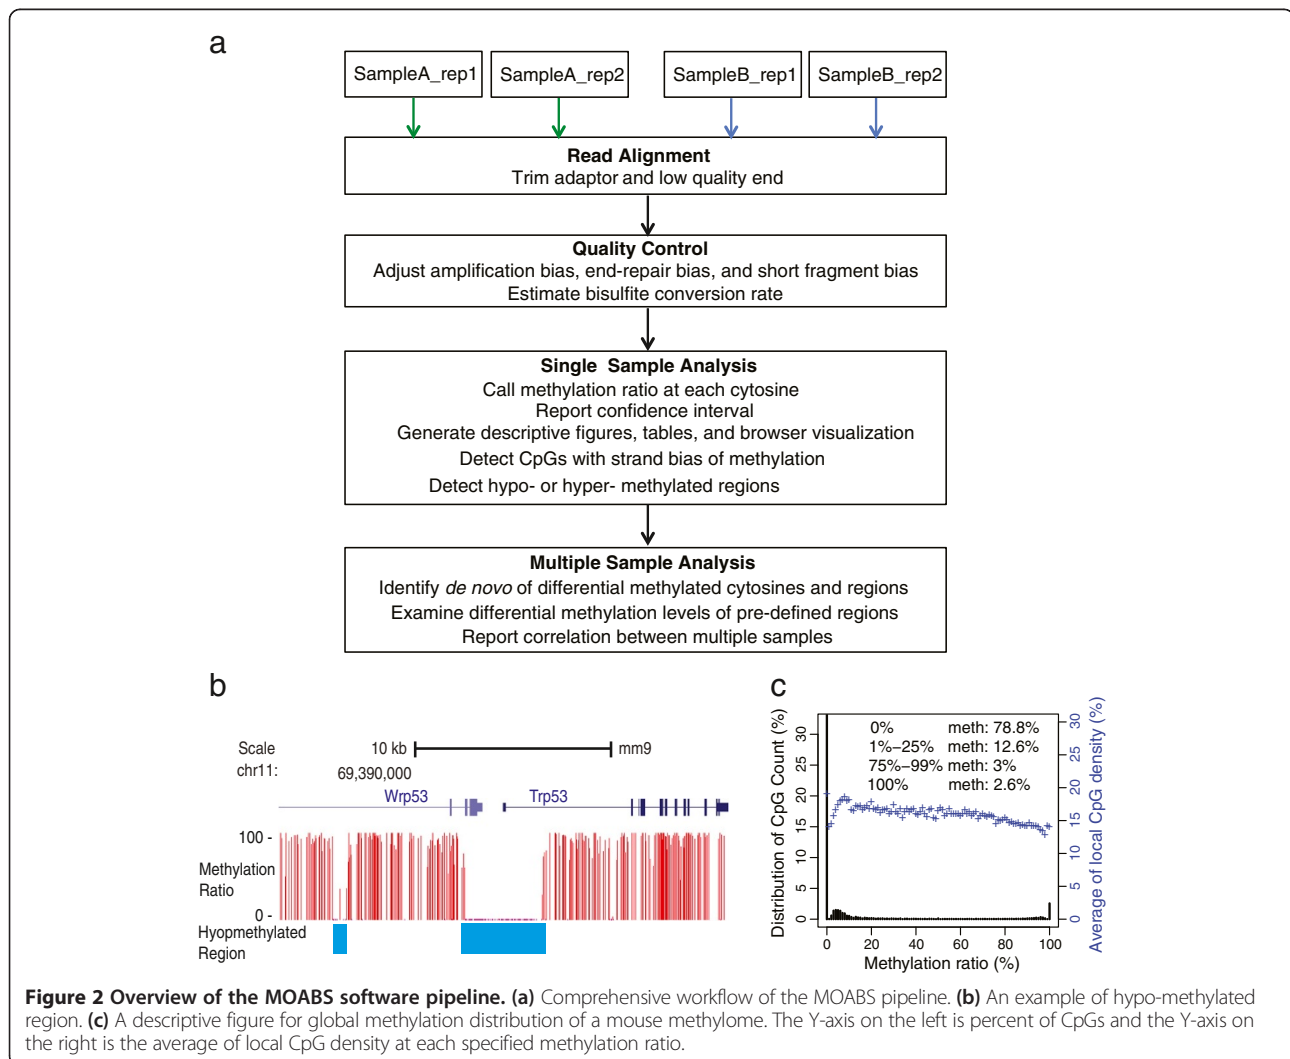 a
SampleA_rep1 SampleA_rep2 SampleB_rep1 SampleB_rep2
Read Alignment
Trim adaptor and low quality end
Quality Control
Adjust amplification bias, end-repair bias, and short fragment bias
Estimate bisulfite conversion rate
Single Sample Analysis
Call methylation ratio at each cytosine
Report confidence interval
Generate descriptive figures, tables, and browser visualization
Detect CpGs with strand bias of methylation
Detect hypo- or hyper- methylated regions
Multiple Sample Analysis
Identify de novo of differential methylated cytosines and regions
Examine differential methylation levels of pre-defined regions
Report correlation between multiple samples
b
Scale 10 kb mm9
chr11: 69,390,000
Wrp53 Trp53
100 -
Methylation
Ratio
0 -
Hyopmethylated
Region
c
Distribution of CpG Count (%)
30
25
20
15
10
5
0
0% meth: 78.8%
1%–25% meth: 12.6%
75%–99% meth: 3%
100% meth: 2.6%
30
25
20
15
10
5
0
Average of local CpG density (%)
0 20 40 60 80 100
Methylation ratio (%)
Figure 2 Overview of the MOABS software pipeline. (a) Comprehensive workflow of the MOABS pipeline. (b) An example of hypo-methylated
region. (c) A descriptive figure for global methylation distribution of a mouse methylome. The Y-axis on the left is percent of CpGs and the Y-axis on
the right is the average of local CpG density at each specified methylation ratio.